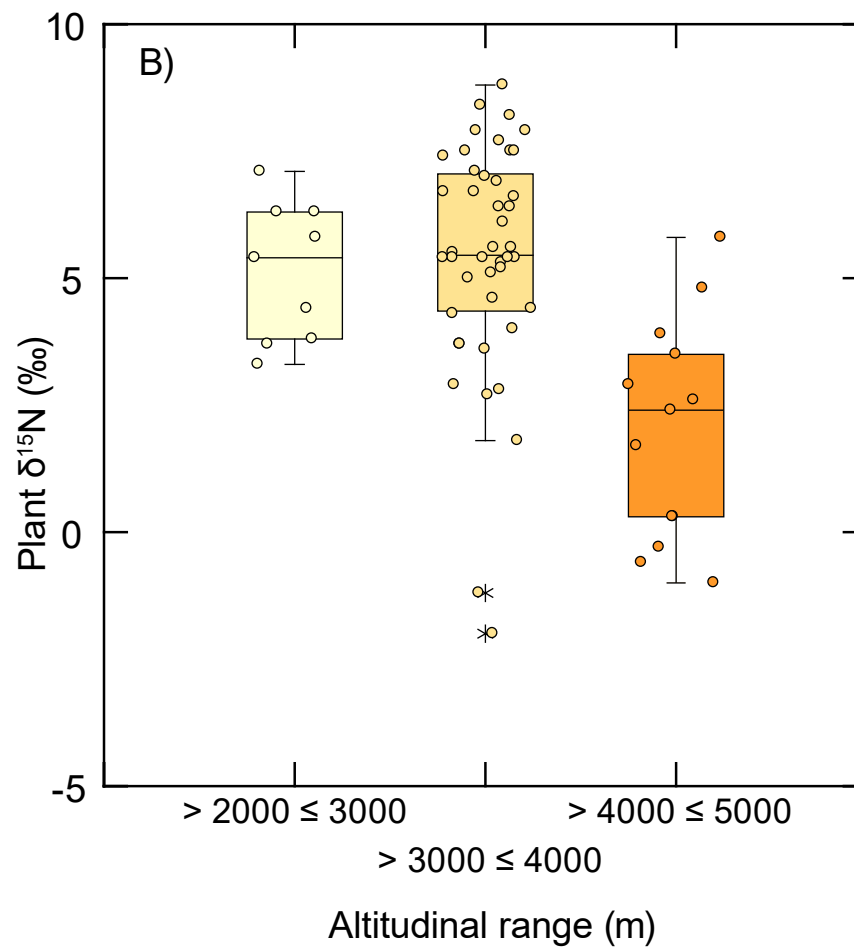 10
B)
5
0
-5
Plant δ¹⁵N (‰)
> 2000 ≤ 3000
> 4000 ≤ 5000
> 3000 ≤ 4000
Altitudinal range (m)